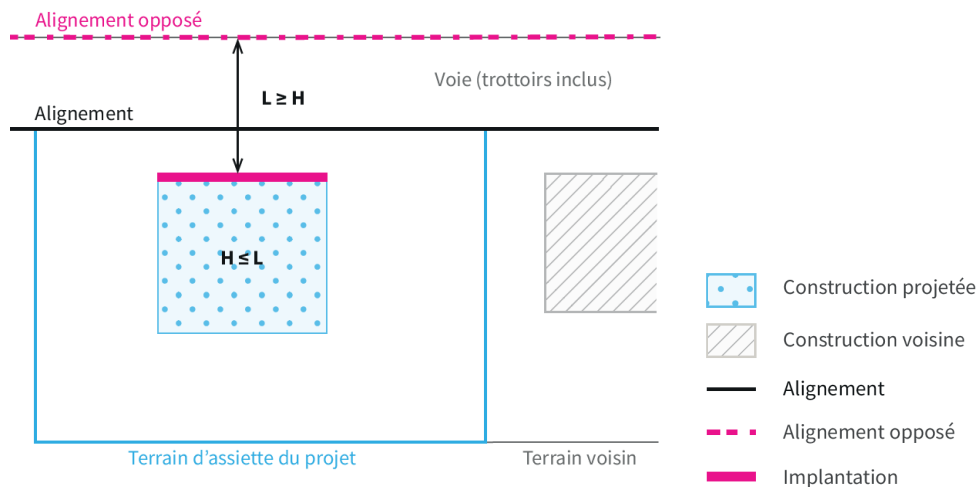 Alignement opposé
Voie (trottoirs inclus)
L ≥ H
Alignement
H ≤ L
Construction projetée
Construction voisine
Alignement
Alignement opposé
Terrain d'assiette du projet
Terrain voisin
Implantation